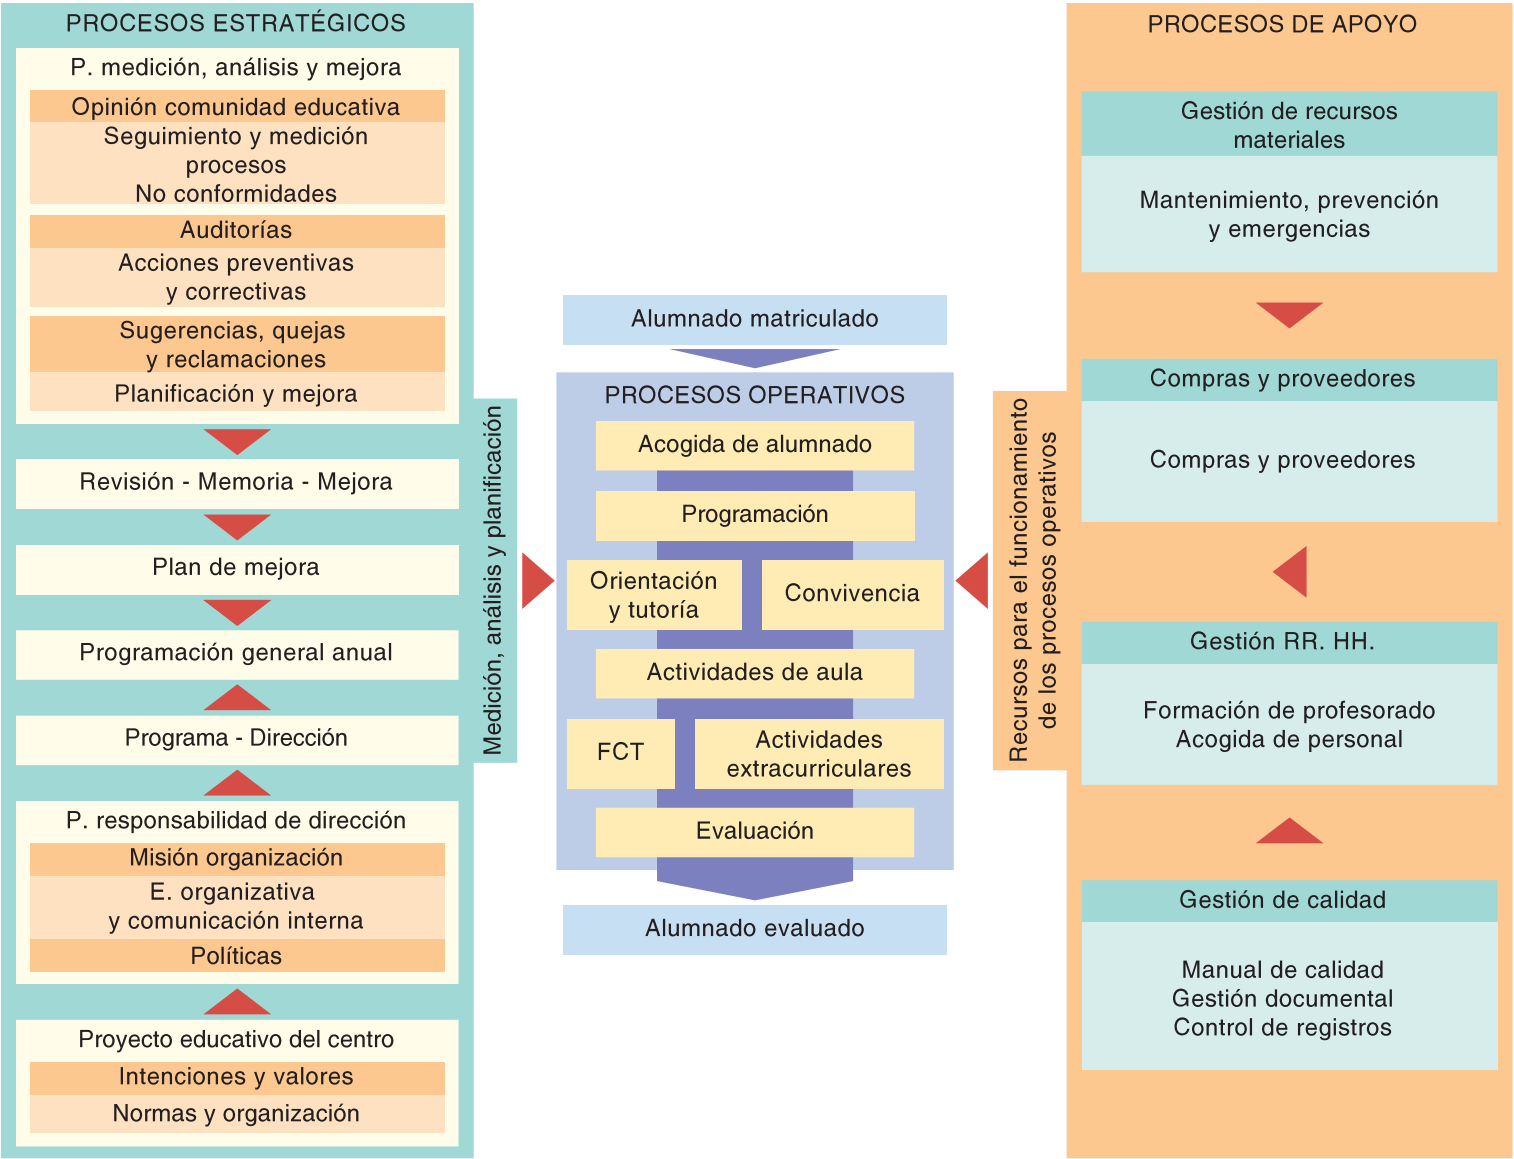 PROCESOS ESTRATÉGICOS
P. medición, análisis y mejora
Opinión comunidad educativa
Seguimiento y medición
procesos
No conformidades
Auditorías
Acciones preventivas
y correctivas
Sugerencias, quejas
y reclamaciones
Planificación y mejora
Revisión - Memoria - Mejora
Plan de mejora
Programación general anual
Programa - Dirección
P. responsabilidad de dirección
Misión organización
E. organizativa
y comunicación interna
Políticas
Proyecto educativo del centro
Intenciones y valores
Normas y organización
Medición, análisis y planificación
Alumnado matriculado
PROCESOS OPERATIVOS
Acogida de alumnado
Programación
Orientación
y tutoría
Convivencia
Actividades de aula
FCT
Actividades
extracurriculares
Evaluación
Alumnado evaluado
Recursos para el funcionamiento
de los procesos operativos
PROCESOS DE APOYO
Gestión de recursos
materiales
Mantenimiento, prevención
y emergencias
Compras y proveedores
Compras y proveedores
Gestión RR. HH.
Formación de profesorado
Acogida de personal
Gestión de calidad
Manual de calidad
Gestión documental
Control de registros